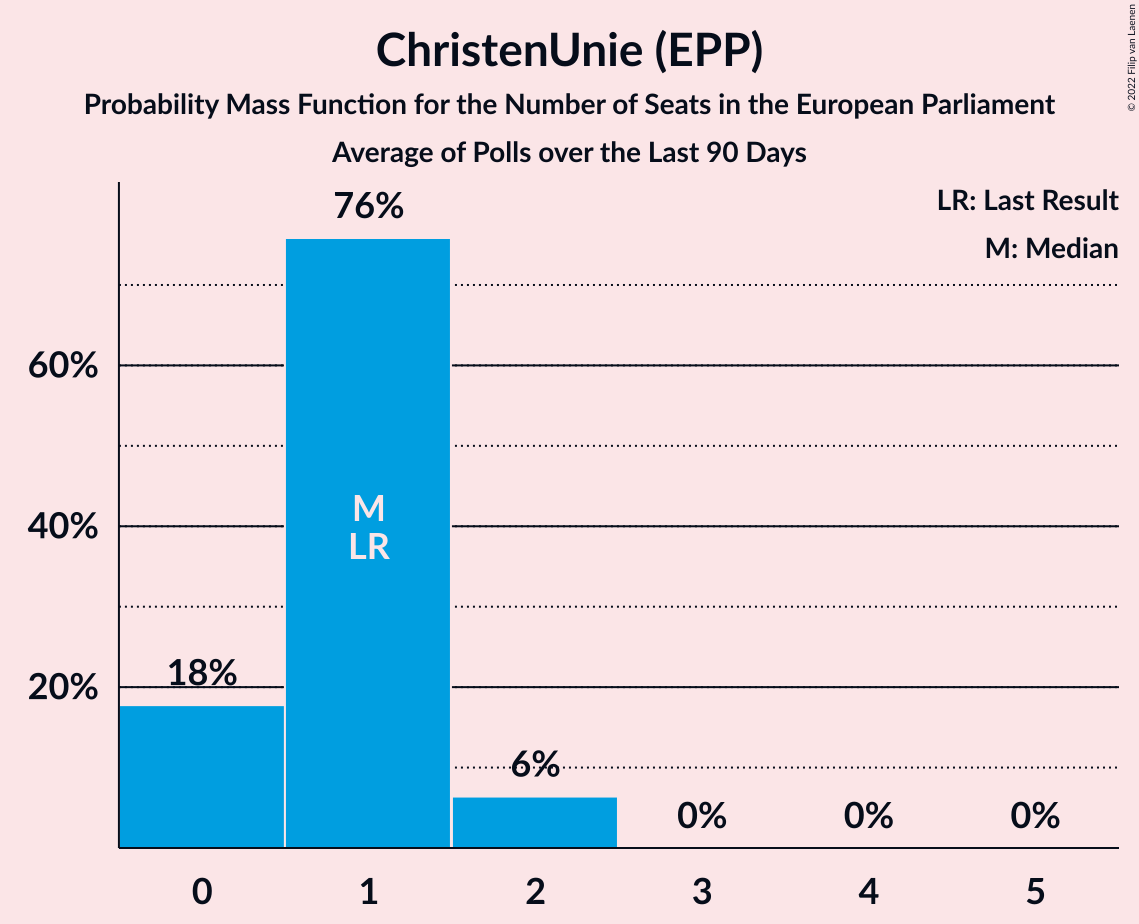 ChristenUnie (EPP)
Probability Mass Function for the Number of Seats in the European Parliament
Average of Polls over the Last 90 Days
© 2022 Filip van Laenen
LR: Last Result
M: Median
76%
60%
M
40%
LR
18%
20%
6%
0%
0%
0%
0
1
2
3
4
5